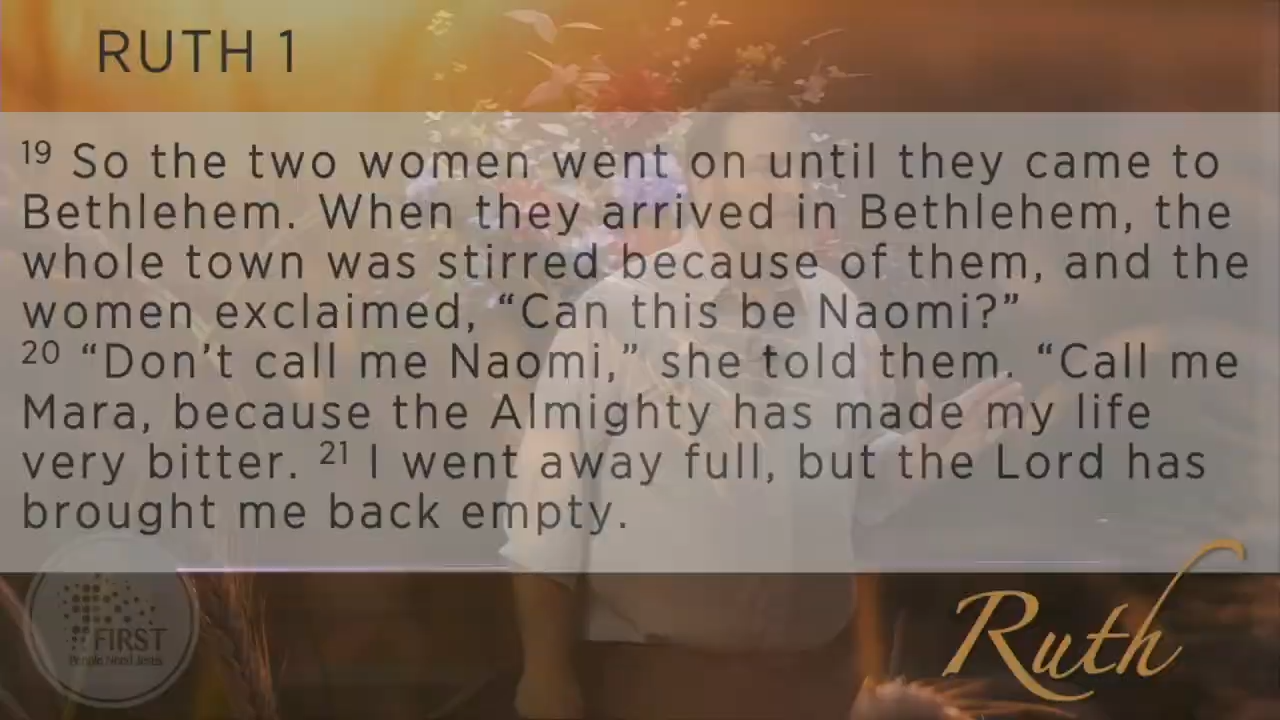 RUTH 1
19 So the two women went on until they came to
Bethlehem. When they arrived in Bethlehem, the
whole town was stirred because of them, and the
women exclaimed, “Can this be Naomi?”
20 “Don’t call me Naomi,” she told them. “Call me
Mara, because the Almighty has made my life
very bitter. 21 I went away full, but the Lord has
brought me back empty.
FIRST
People Need Jesus
Ruth